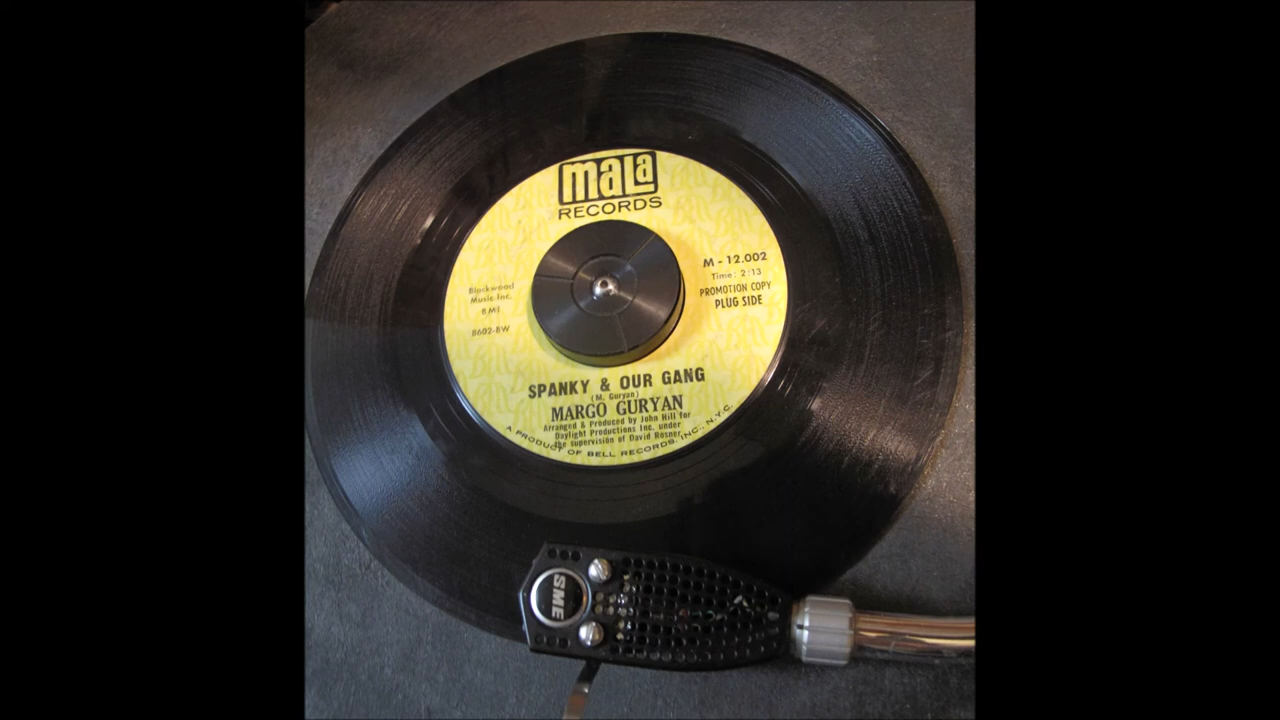 mala
RECORDS
M - 12.002
Time: 2:13
PROMOTION COPY
PLUG SIDE
Blackwood
Music Inc.
BMI
8602-BW
SPANKY & OUR GANG
(M. Guryan)
MARGO GURYAN
Arranged & Produced by John Hill for
Daylight Productions Inc. under
the supervision of David Rosner
A PRODUCT OF BELL RECORDS, INC., N.Y.C.
SME